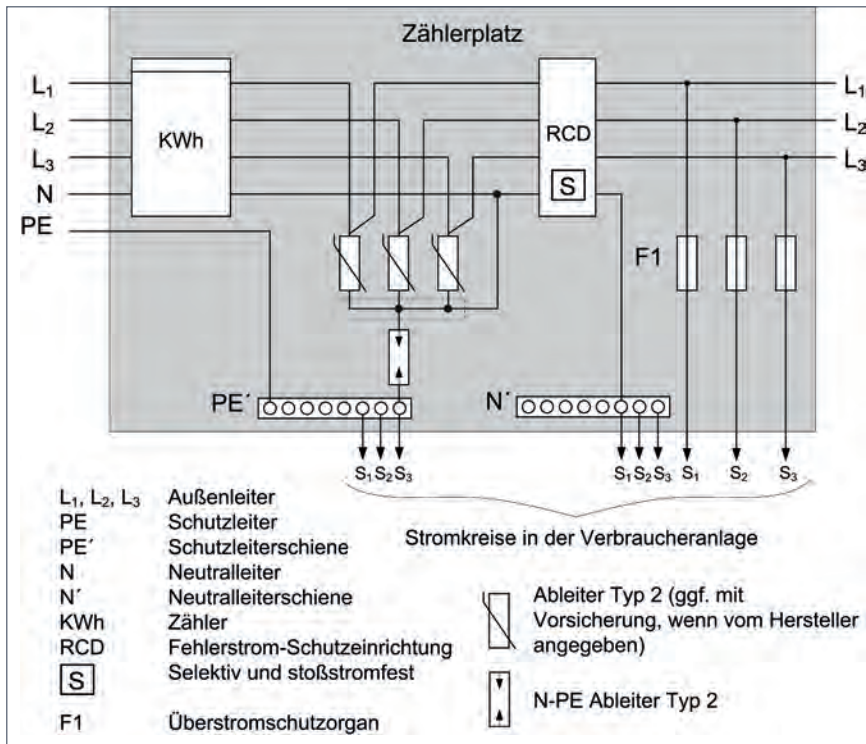 Zählerplatz
L₁
L₂
L₃
N
PE
KWh
RCD
S
L₁
L₂
L₃
F1
PE´
N´
S₁ S₂ S₃
S₁ S₂ S₃ S₁ S₂ S₃
Stromkreise in der Verbraucheranlage
L₁, L₂, L₃ Außenleiter
PE Schutzleiter
PE´ Schutzleiterschiene
N Neutralleiter
N´ Neutralleiterschiene
KWh Zähler
RCD Fehlerstrom-Schutzeinrichtung
S Selektiv und stoßstromfest
F1 Überstromschutzorgan
Ableiter Typ 2 (ggf. mit
Vorsicherung, wenn vom Hersteller
angegeben)
N-PE Ableiter Typ 2